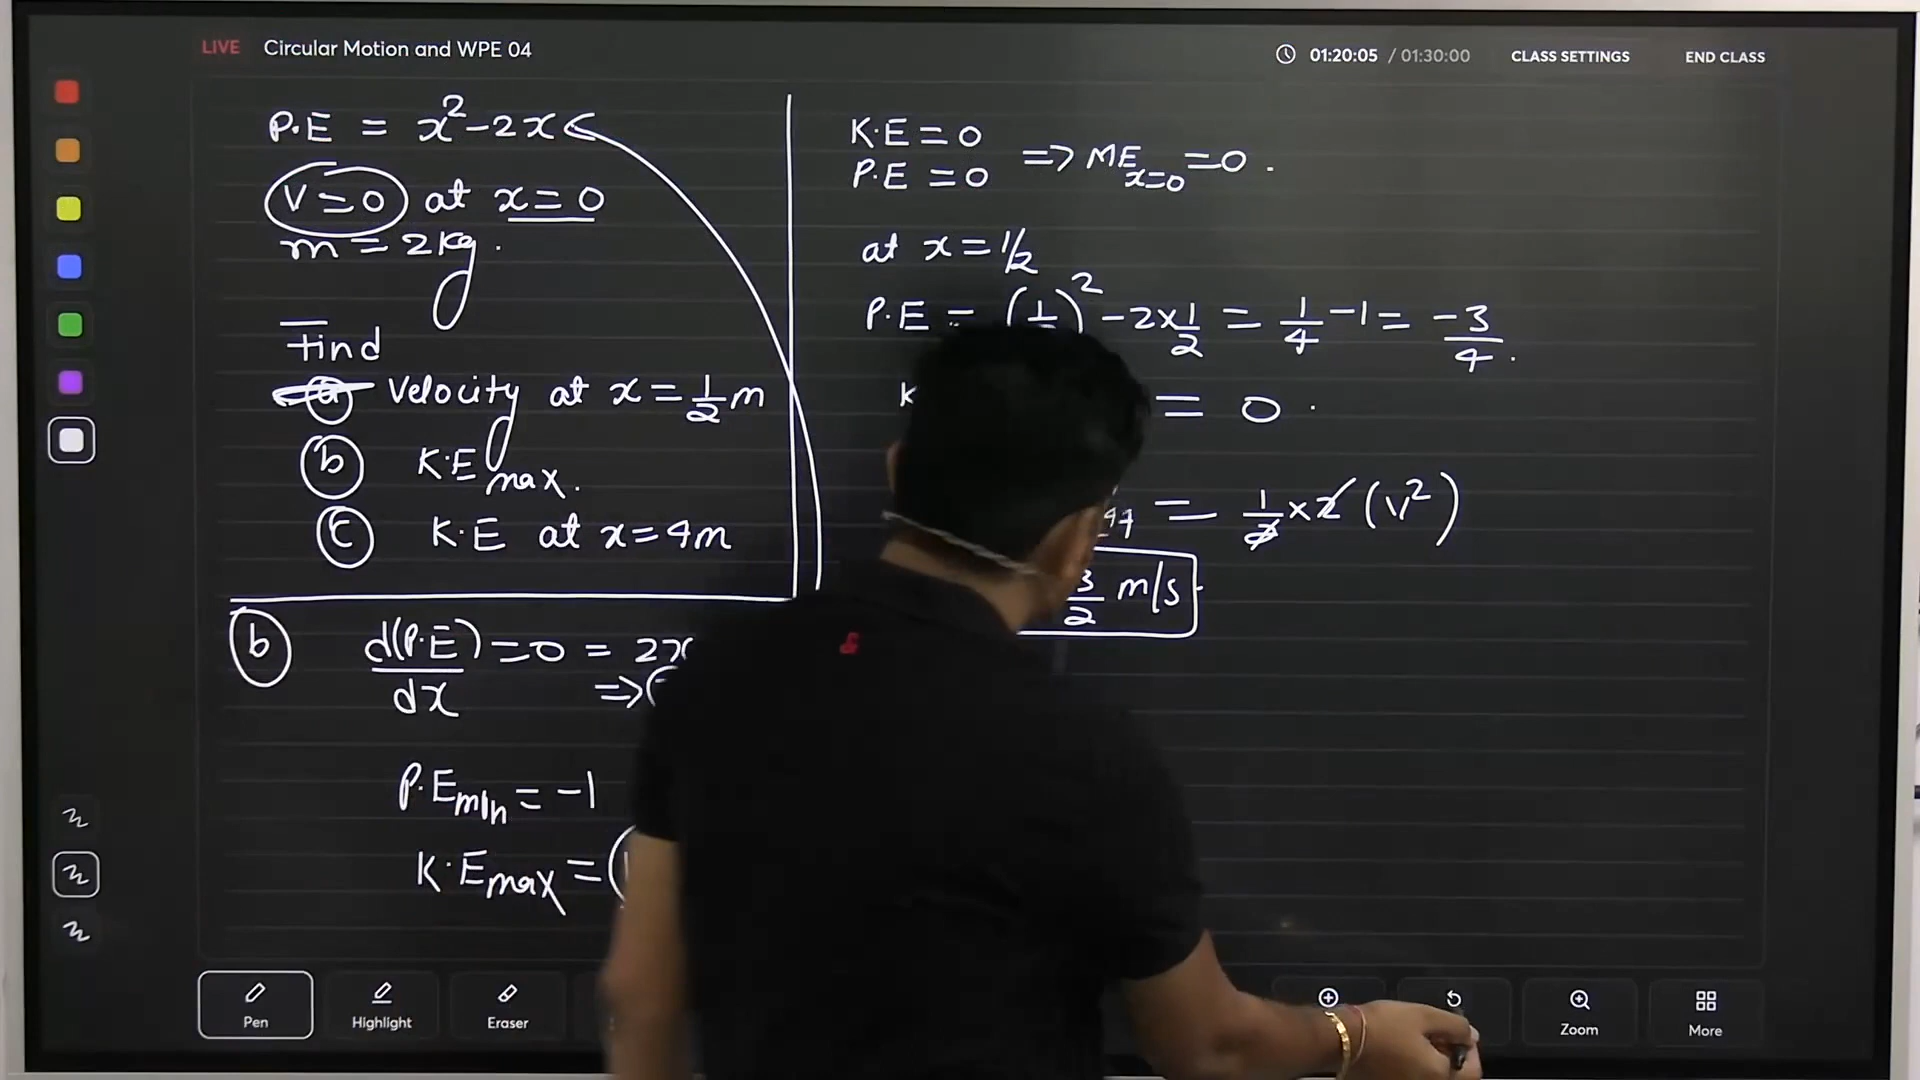 LIVE Circular Motion and WPE 04
01:20:05 / 01:30:00 CLASS SETTINGS END CLASS
P.E = x²-2x
V=0 at x=0
m=2kg.
Find
a Velocity at x=1/2 m
b K.E max.
c K.E at x=4m
b d(P.E)/dx =0 = 2x
=>
P.E min = -1
K.E max =
K.E=0
P.E =0 => ME x=0 =0.
at x=1/2
P.E = (1/ )² -2x1/2 = 1/4 -1 = -3/4.
K = 0.
= 1/2 x 2 (V²)
3/2 m/s
Pen Highlight Eraser Zoom More